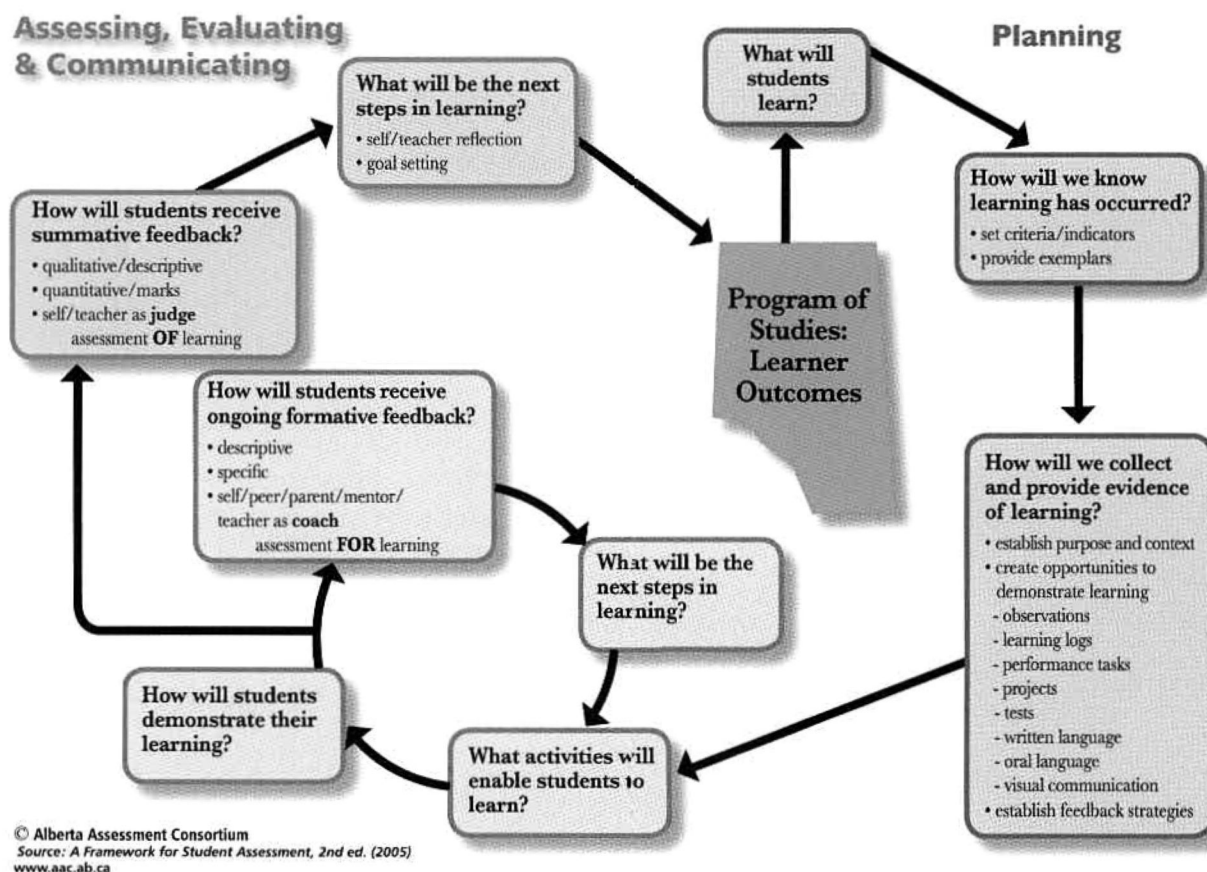 Assessing, Evaluating
& Communicating
Planning
What will be the next
steps in learning?
• self/teacher reflection
• goal setting
What will
students
learn?
How will we know
learning has occurred?
• set criteria/indicators
• provide exemplars
How will students receive
summative feedback?
• qualitative/descriptive
• quantitative/marks
• self/teacher as judge
assessment OF learning
Program of
Studies:
Learner
Outcomes
How will students receive
ongoing formative feedback?
• descriptive
• specific
• self/peer/parent/mentor/
teacher as coach
assessment FOR learning
How will we collect
and provide evidence
of learning?
• establish purpose and context
• create opportunities to
demonstrate learning
- observations
- learning logs
- performance tasks
- projects
- tests
- written language
- oral language
- visual communication
• establish feedback strategies
What will be the
next steps in
learning?
How will students
demonstrate their
learning?
What activities will
enable students to
learn?
© Alberta Assessment Consortium
Source: A Framework for Student Assessment, 2nd ed. (2005)
www.aac.ab.ca